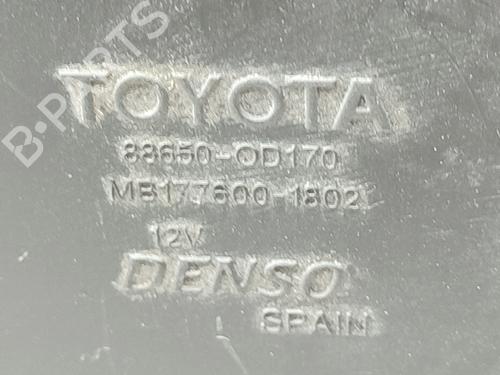 TOYOTA
88650-0D170
MB177600-1802
12V
DENSO
SPAIN
B-PARTS